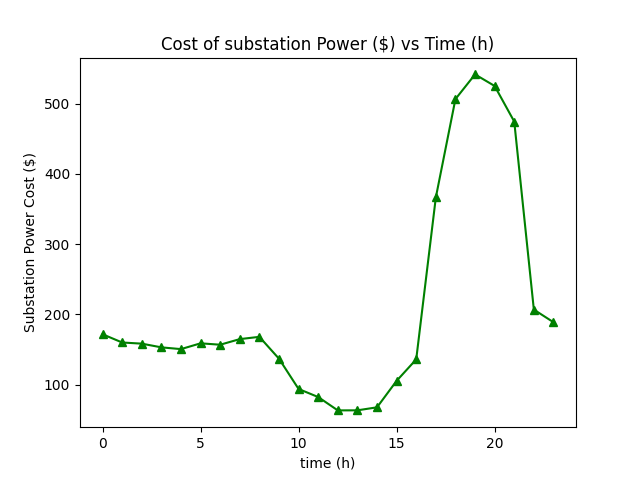 Cost of substation Power ($) vs Time (h)
Substation Power Cost ($)
500
400
300
200
100
0 5 10 15 20
time (h)